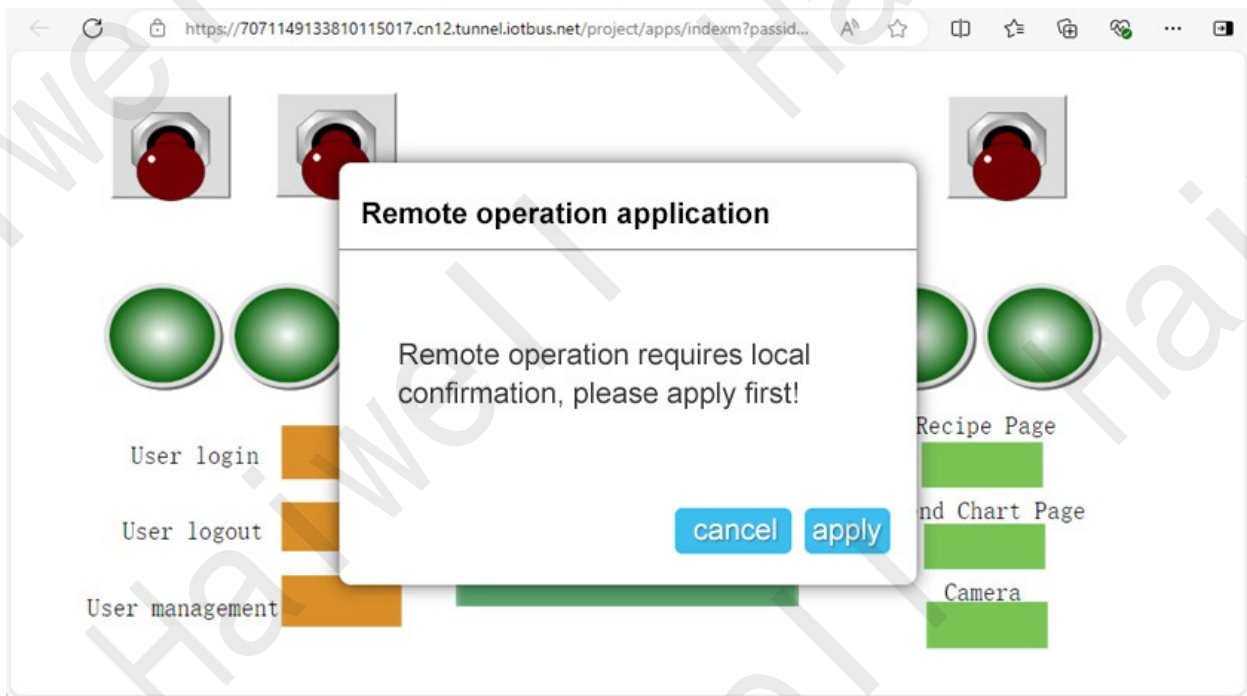 https://7071149133810115017.cn12.tunnel.iotbus.net/project/apps/indexm?passid...
Remote operation application
Remote operation requires local
confirmation, please apply first!
cancel apply
User login
User logout
User management
Recipe Page
nd Chart Page
Camera
Haiwell